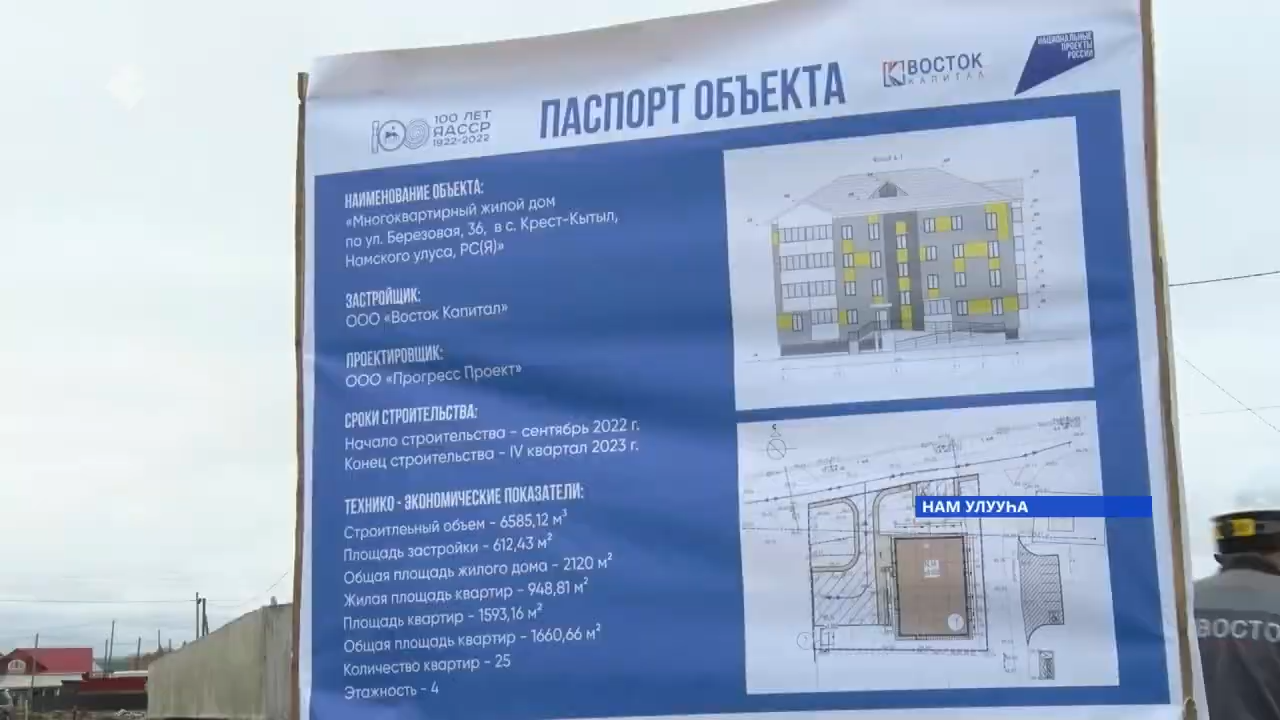 100 ЛЕТ
ЯАССР
1922-2022
ПАСПОРТ ОБЪЕКТА
ВОСТОК
КАПИТАЛ
НАЦИОНАЛЬНЫЕ
ПРОЕКТЫ
РОССИИ
НАИМЕНОВАНИЕ ОБЪЕКТА:
«Многоквартирный жилой дом
по ул. Березовая, 36, в с. Крест-Кытыл,
Намского улуса, РС(Я)»
ЗАСТРОЙЩИК:
ООО «Восток Капитал»
ПРОЕКТИРОВЩИК:
ООО «Прогресс Проект»
СРОКИ СТРОИТЕЛЬСТВА:
Начало строительства - сентябрь 2022 г.
Конец строительства - IV квартал 2023 г.
ТЕХНИКО - ЭКОНОМИЧЕСКИЕ ПОКАЗАТЕЛИ:
Строитлеьный объем - 6585,12 м³
Площадь застройки - 612,43 м²
Общая площадь жилого дома - 2120 м²
Жилая площадь квартир - 948,81 м²
Площадь квартир - 1593,16 м²
Общая площадь квартир - 1660,66 м²
Количество квартир - 25
Этажность - 4
НАМ УЛУУҺА
ВОСТО